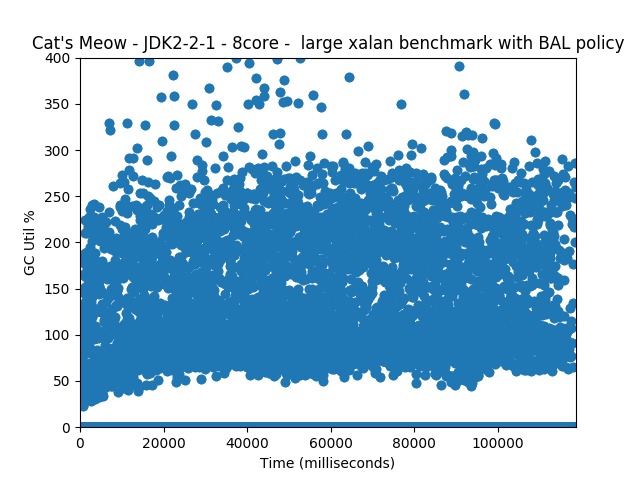 Cat's Meow - JDK2-2-1 - 8core -  large xalan benchmark with BAL policy
400
350
300
250
200
150
100
50
0
GC Util %
0 20000 40000 60000 80000 100000
Time (milliseconds)